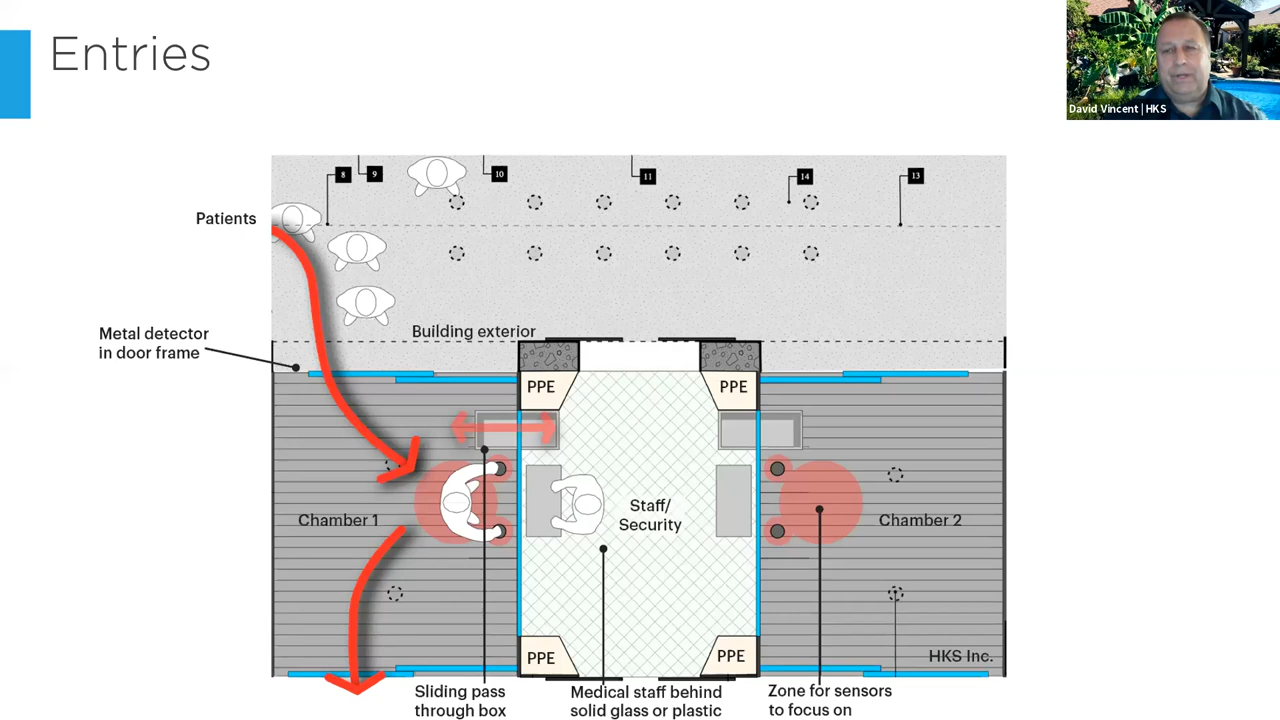 Entries
David Vincent | HKS
8
9
10
11
14
13
Patients
Building exterior
Metal detector
in door frame
PPE
PPE
Staff/
Security
Chamber 1
Chamber 2
PPE
PPE
HKS Inc.
Sliding pass
through box
Medical staff behind
solid glass or plastic
Zone for sensors
to focus on